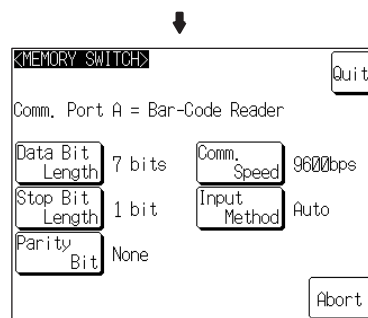 <MEMORY SWITCH>
Quit
Comm. Port A = Bar-Code Reader
Data Bit
Length
7 bits
Comm.
Speed
9600bps
Stop Bit
Length
1 bit
Input
Method
Auto
Parity
Bit
None
Abort